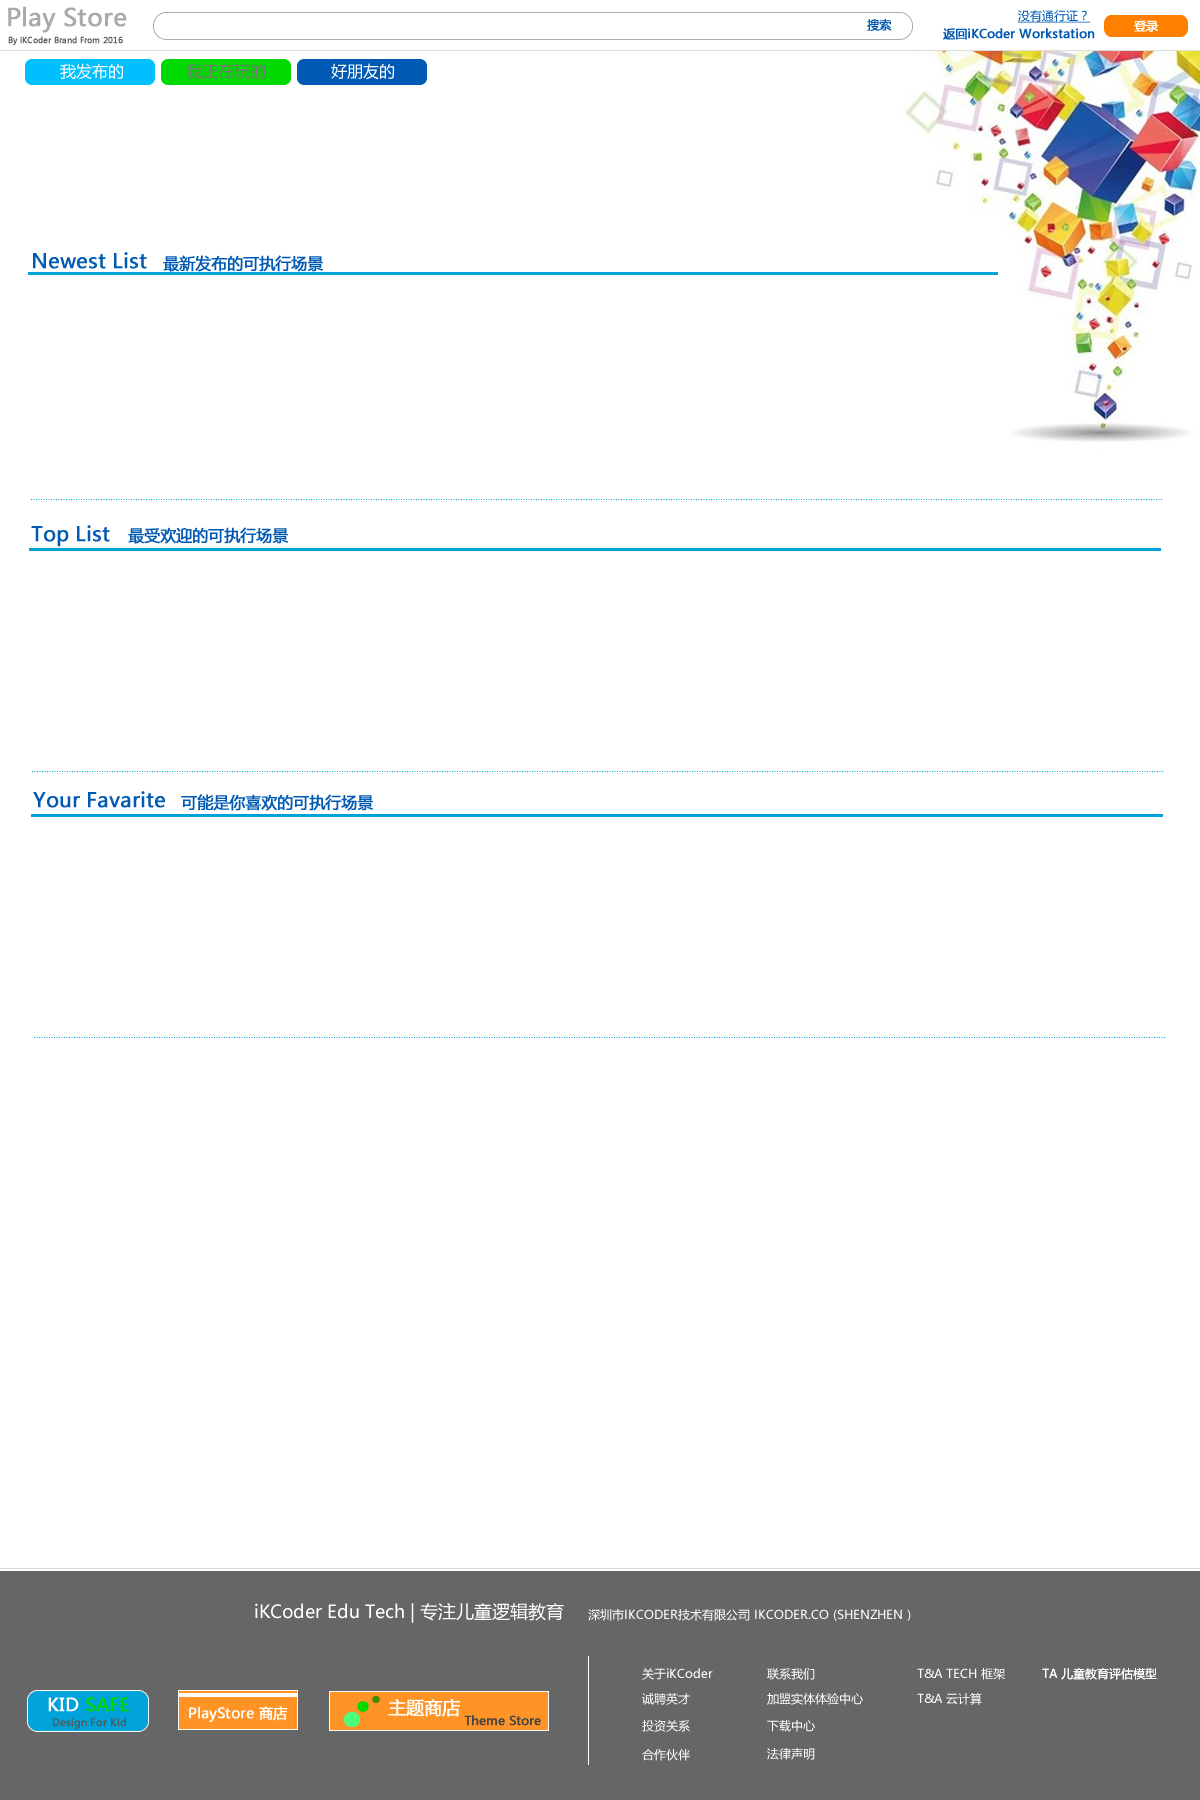 Play Store
By iKCoder Brand From 2016
搜索
没有通行证？
返回iKCoder Workstation
登录
我发布的
我正在玩的
好朋友的
Newest List 最新发布的可执行场景
Top List 最受欢迎的可执行场景
Your Favarite 可能是你喜欢的可执行场景
iKCoder Edu Tech | 专注儿童逻辑教育 深圳市IKCODER技术有限公司 IKCODER.CO (SHENZHEN )
KID SAFE
Design For Kid
PlayStore 商店
主题商店
Theme Store
关于iKCoder 联系我们 T&A TECH 框架 TA 儿童教育评估模型
诚聘英才 加盟实体体验中心 T&A 云计算
投资关系 下载中心
合作伙伴 法律声明